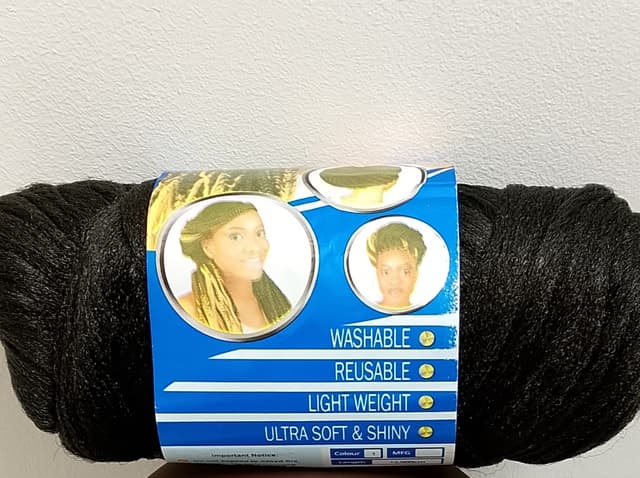 WASHABLE
REUSABLE
LIGHT WEIGHT
ULTRA SOFT & SHINY
Important Notice:
Colour 1 MFG
Length